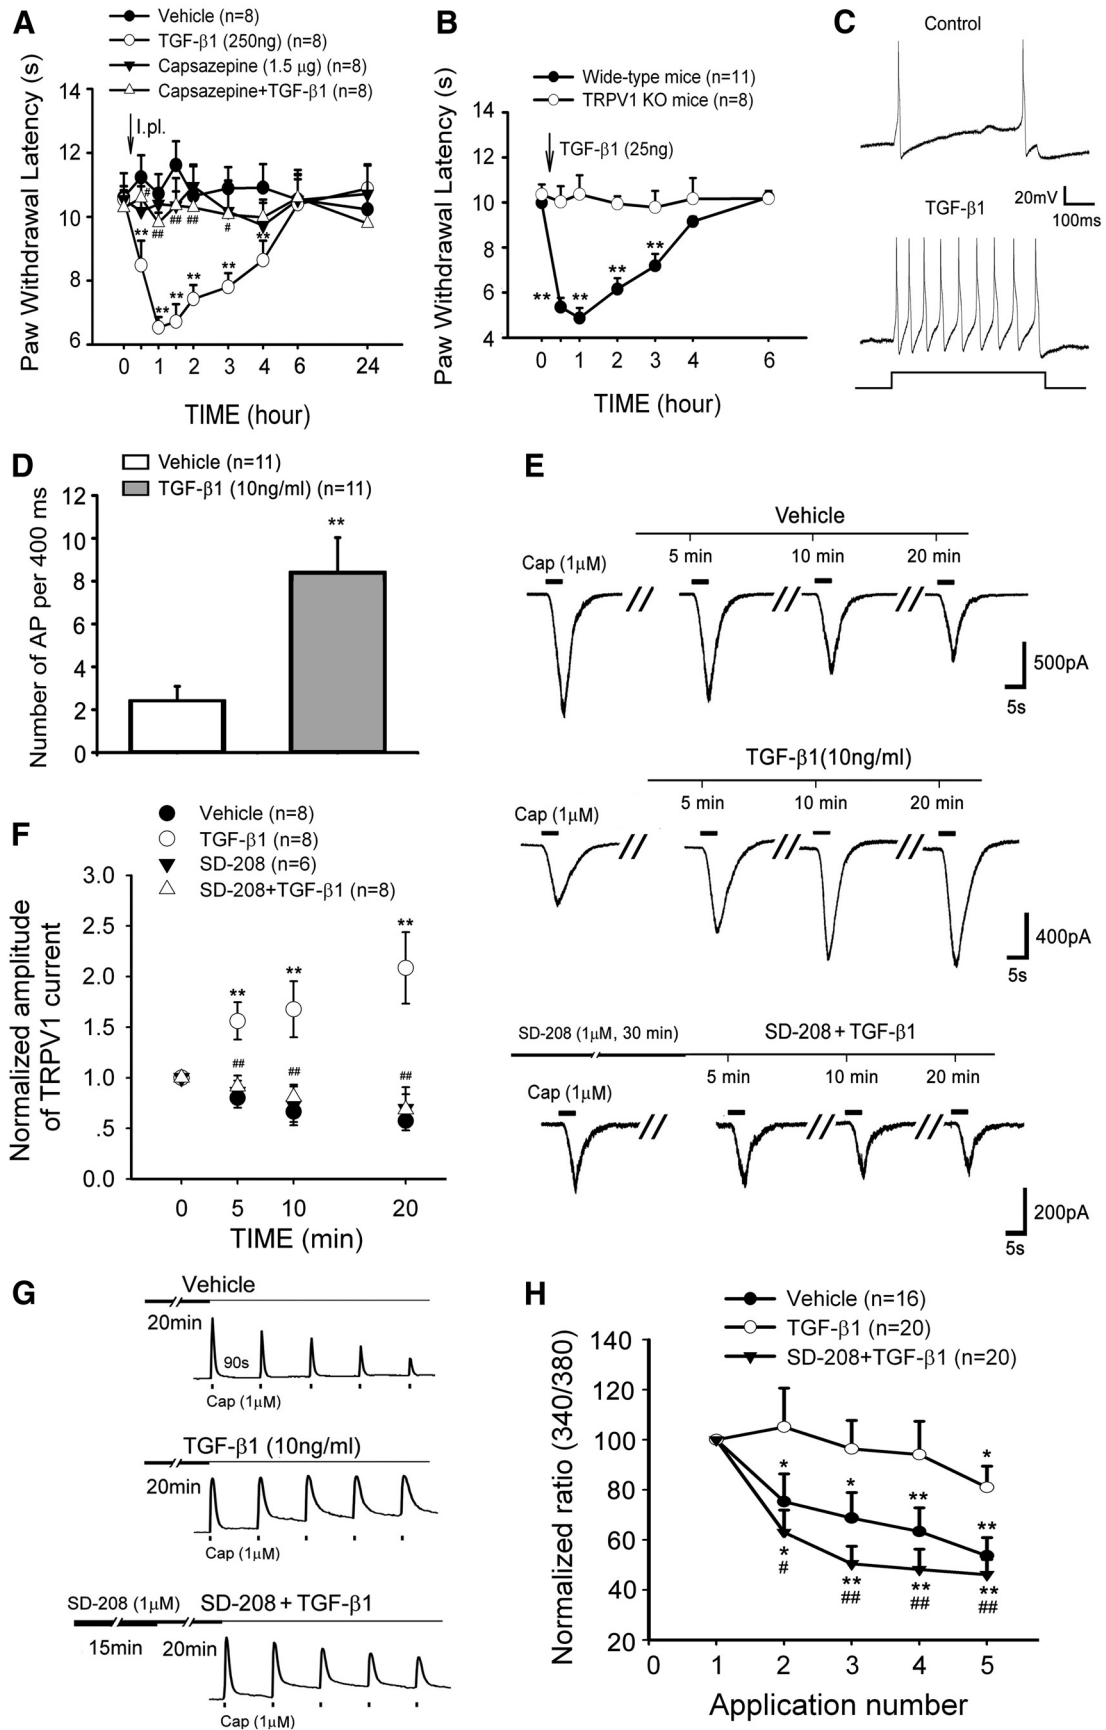 A
Vehicle (n=8)
TGF-β1 (250ng) (n=8)
Capsazepine (1.5 μg) (n=8)
Capsazepine+TGF-β1 (n=8)
Paw Withdrawal Latency (s)
14
12
10
8
6
I.pl.
#
** ## ## ## # **
** ** ** **
0 1 2 3 4 6 24
TIME (hour)
B
Wide-type mice (n=11)
TRPV1 KO mice (n=8)
Paw Withdrawal Latency (s)
14
12
10
8
6
4
TGF-β1 (25ng)
** ** ** **
0 1 2 3 4 6
TIME (hour)
C
Control
20mV
100ms
TGF-β1
D
Vehicle (n=11)
TGF-β1 (10ng/ml) (n=11)
Number of AP per 400 ms
12
10
8
6
4
2
0
**
E
Vehicle
5 min 10 min 20 min
Cap (1μM)
500pA
5s
TGF-β1(10ng/ml)
5 min 10 min 20 min
Cap (1μM)
400pA
5s
SD-208 (1μM, 30 min) SD-208 + TGF-β1
5 min 10 min 20 min
Cap (1μM)
200pA
5s
F
Vehicle (n=8)
TGF-β1 (n=8)
SD-208 (n=6)
SD-208+TGF-β1 (n=8)
Normalized amplitude
of TRPV1 current
3.0
2.5
2.0
1.5
1.0
.5
0.0
** ** **
## ## ##
0 5 10 20
TIME (min)
G
Vehicle
20min
90s
Cap (1μM)
TGF-β1 (10ng/ml)
20min
Cap (1μM)
SD-208 (1μM) SD-208 + TGF-β1
15min 20min
Cap (1μM)
H
Vehicle (n=16)
TGF-β1 (n=20)
SD-208+TGF-β1 (n=20)
Normalized ratio (340/380)
140
120
100
80
60
40
20
*
* * ** **
* ** ** **
# ## ## ##
0 1 2 3 4 5
Application number